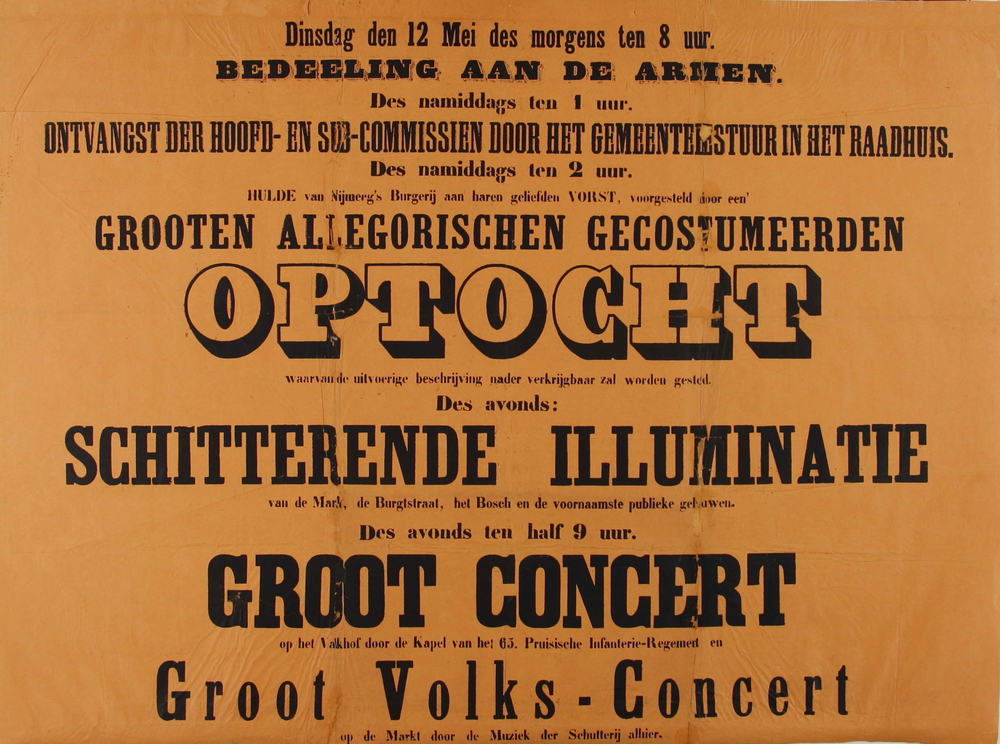 Dinsdag den 12 Mei des morgens ten 8 uur.
BEDEELING AAN DE ARMEN.
Des namiddags ten 1 uur.
ONTVANGST DER HOOFD- EN SUB-COMMISSIEN DOOR HET GEMEENTEBESTUUR IN HET RAADHUIS.
Des namiddags ten 2 uur.
HULDE van Nijmeeg's Burgerij aan haren geliefden VORST, voorgesteld door een'
GROOTEN ALLEGORISCHEN GECOSTUMEERDEN
OPTOCHT
waarvan de uitvoerige beschrijving nader verkrijgbaar zal worden gesteld.
Des avonds:
SCHITTERENDE ILLUMINATIE
van de Mark, de Burgtstraat, het Bosch en de voornaamste publieke gebouwen.
Des avonds ten half 9 uur.
GROOT CONCERT
op het Valkhof door de Kapel van het 65. Pruisische Infanterie-Regement en
Groot Volks-Concert
op de Markt door de Muziek der Schutterij alhier.